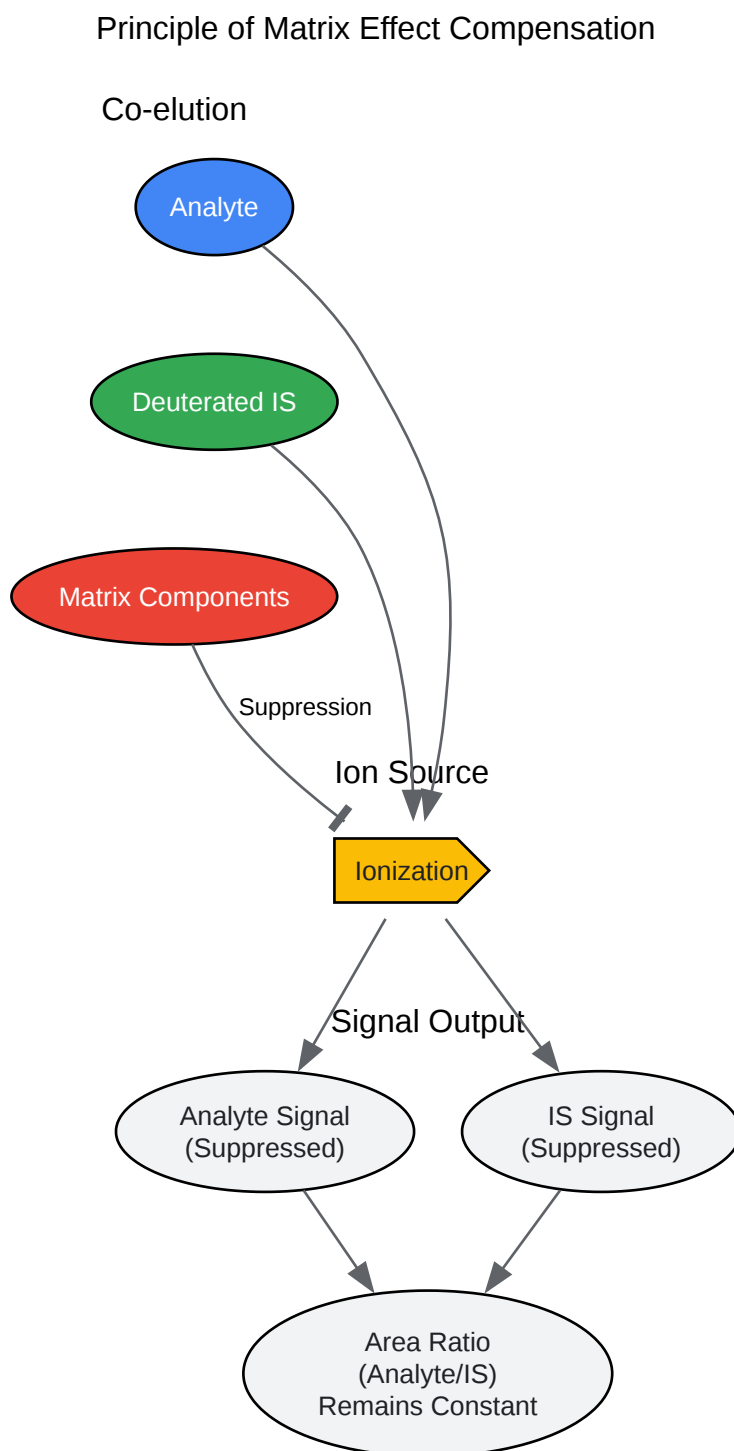 Principle of Matrix Effect Compensation
Co-elution
Analyte
Deuterated IS
Matrix Components
Suppression
Ion Source
Ionization
Signal Output
Analyte Signal
(Suppressed)
IS Signal
(Suppressed)
Area Ratio
(Analyte/IS)
Remains Constant